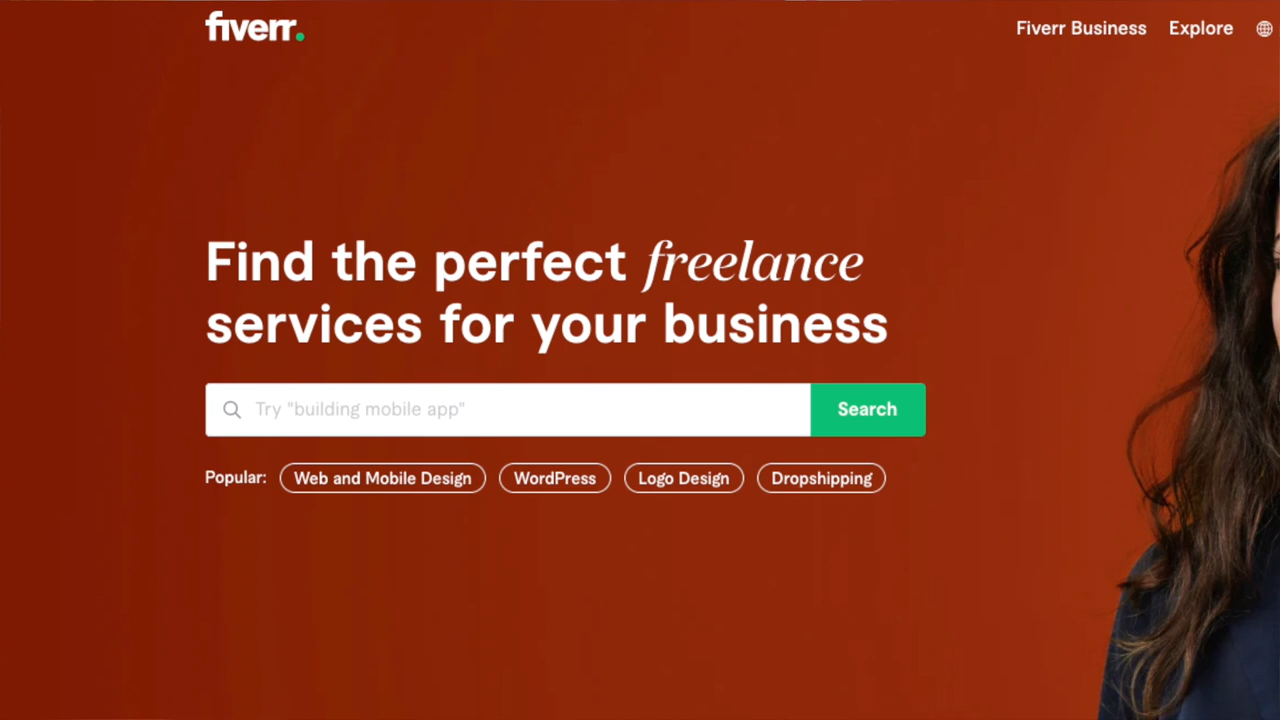 fiverr.
Fiverr Business
Explore
Find the perfect freelance
services for your business
Try "building mobile app"
Search
Popular:
Web and Mobile Design
WordPress
Logo Design
Dropshipping